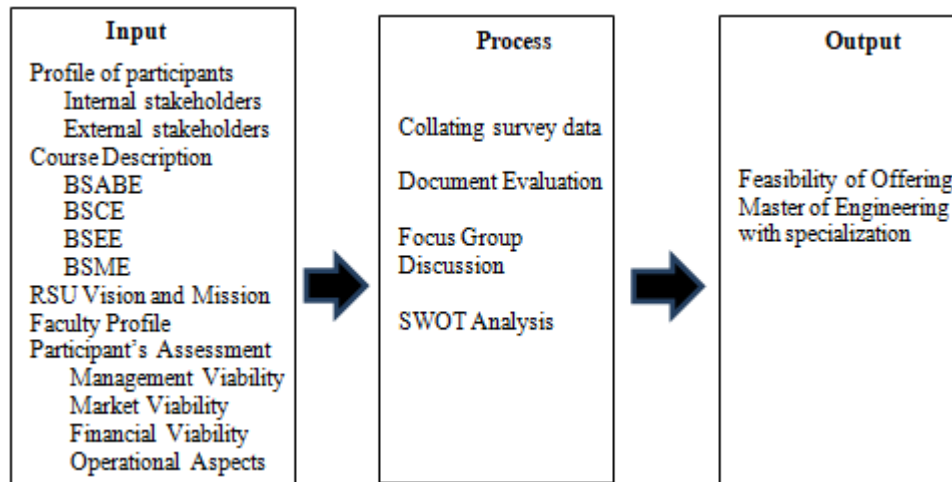 Input
Profile of participants
Internal stakeholders
External stakeholders
Course Description
BSABE
BSCE
BSEE
BSME
RSU Vision and Mission
Faculty Profile
Participant’s Assessment
Management Viability
Market Viability
Financial Viability
Operational Aspects
Process
Collating survey data
Document Evaluation
Focus Group
Discussion
SWOT Analysis
Output
Feasibility of Offering
Master of Engineering
with specialization